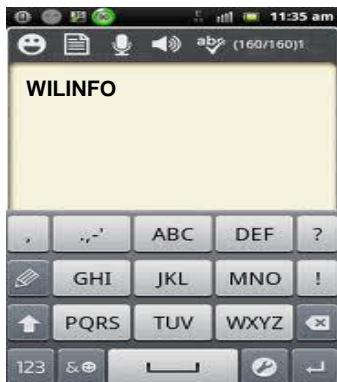 11:35 am
abc (160/160)1
WILINFO
, .,-' ABC DEF ?
GHI JKL MNO !
PQRS TUV WXYZ
123 &☻